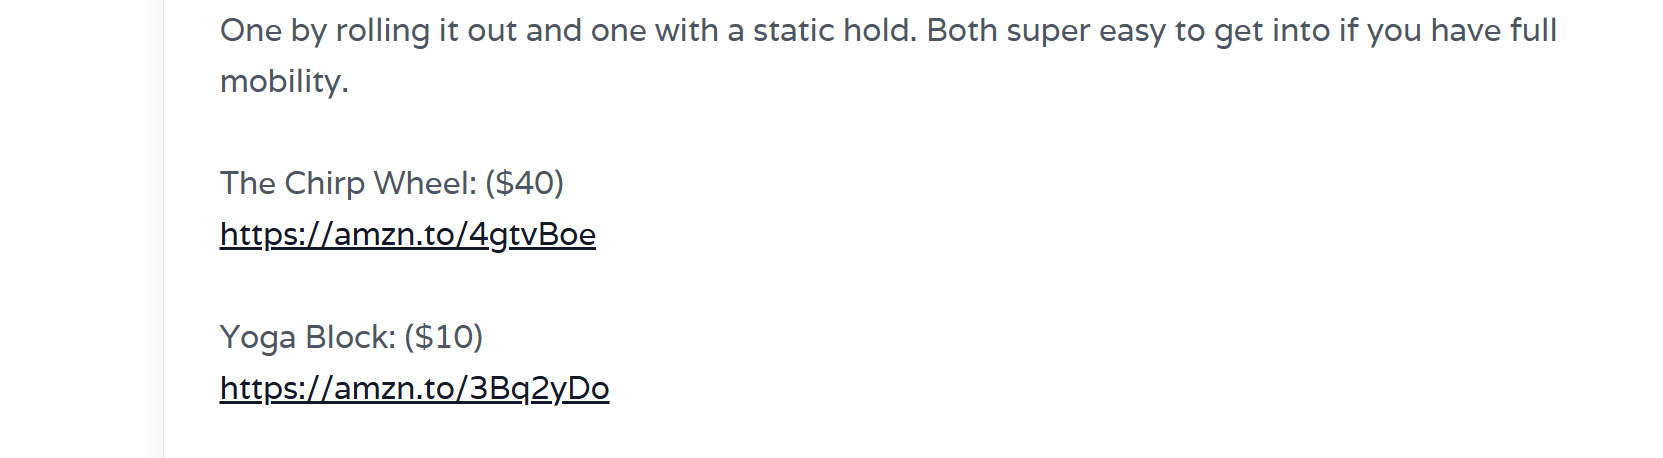 One by rolling it out and one with a static hold. Both super easy to get into if you have full
mobility.
The Chirp Wheel: ($40)
https://amzn.to/4gtvBoe
Yoga Block: ($10)
https://amzn.to/3Bq2yDo